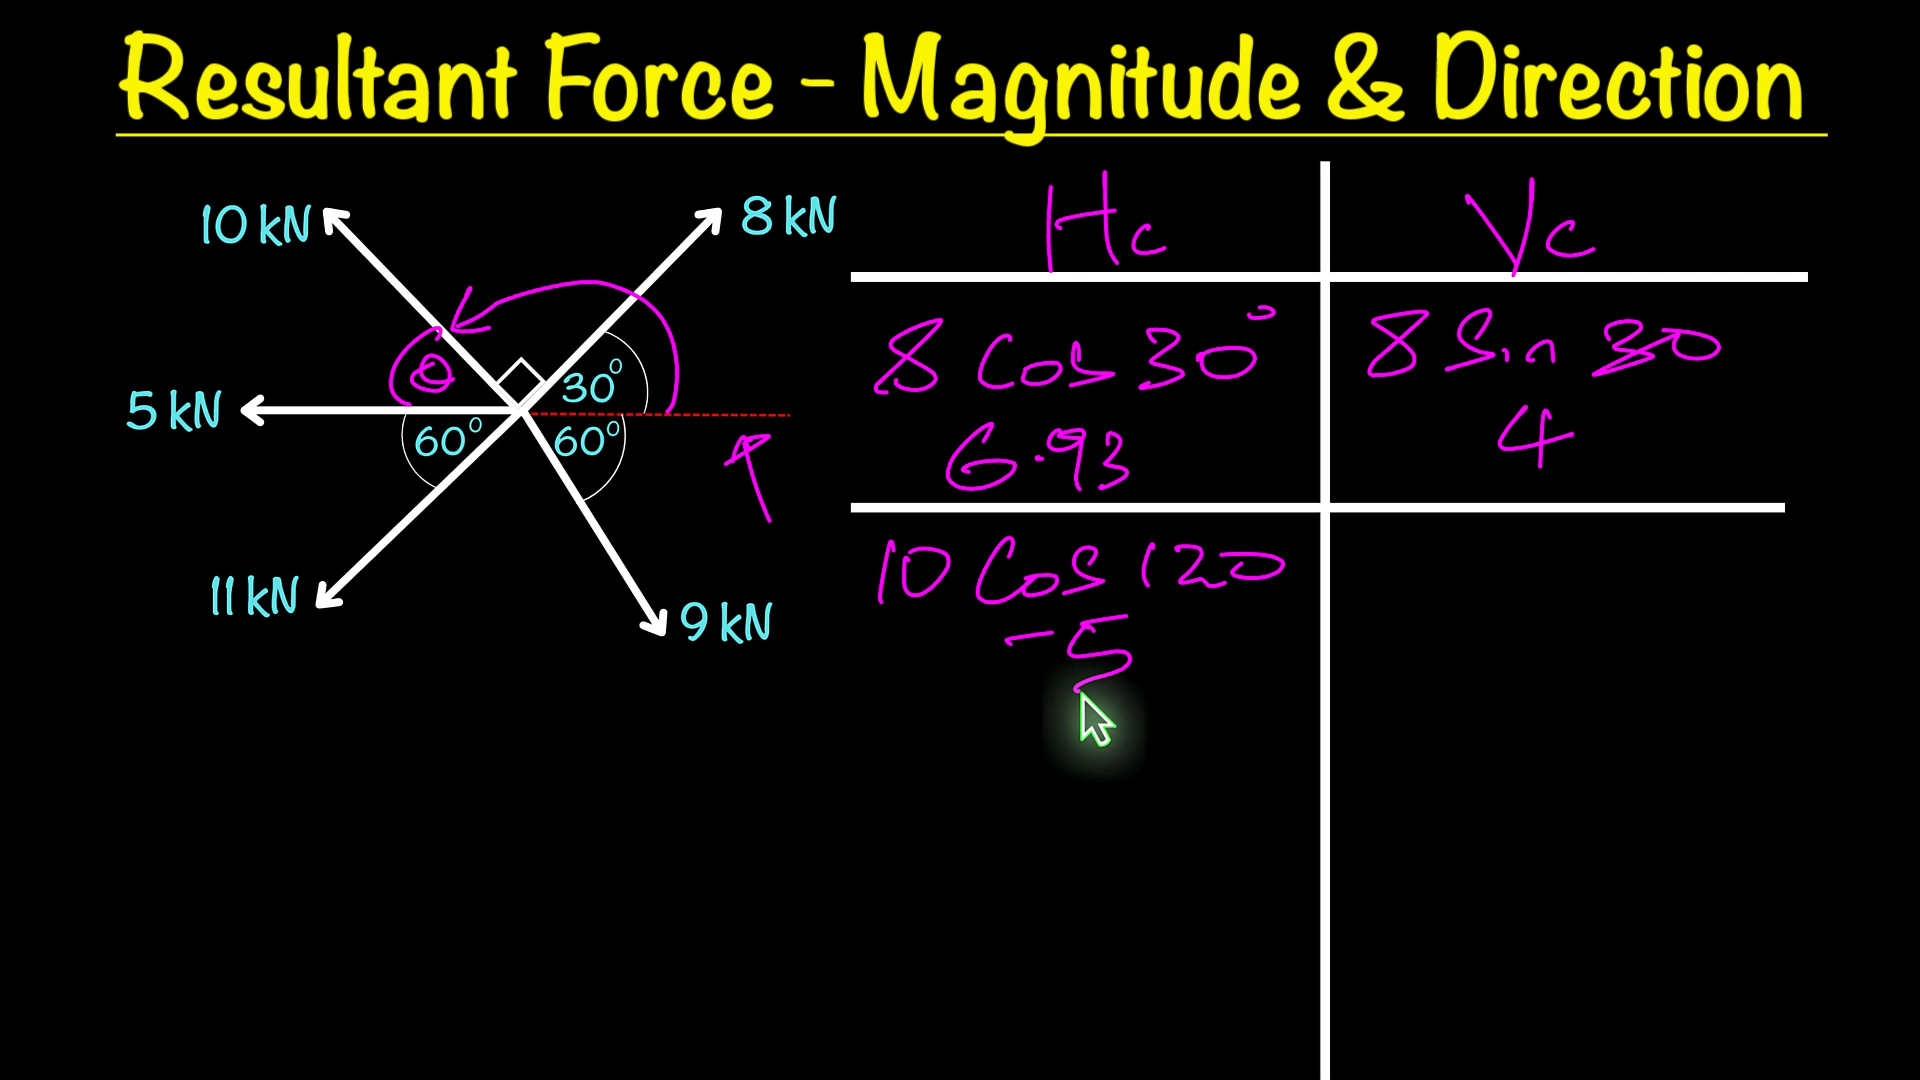 Resultant Force - Magnitude & Direction
10 kN
8 kN
Hc
Vc
θ
30°
5 kN
60°
60°
8 Cos 30°
8 Sin 30
6.93
4
10 Cos 120
-5
11 kN
9 kN